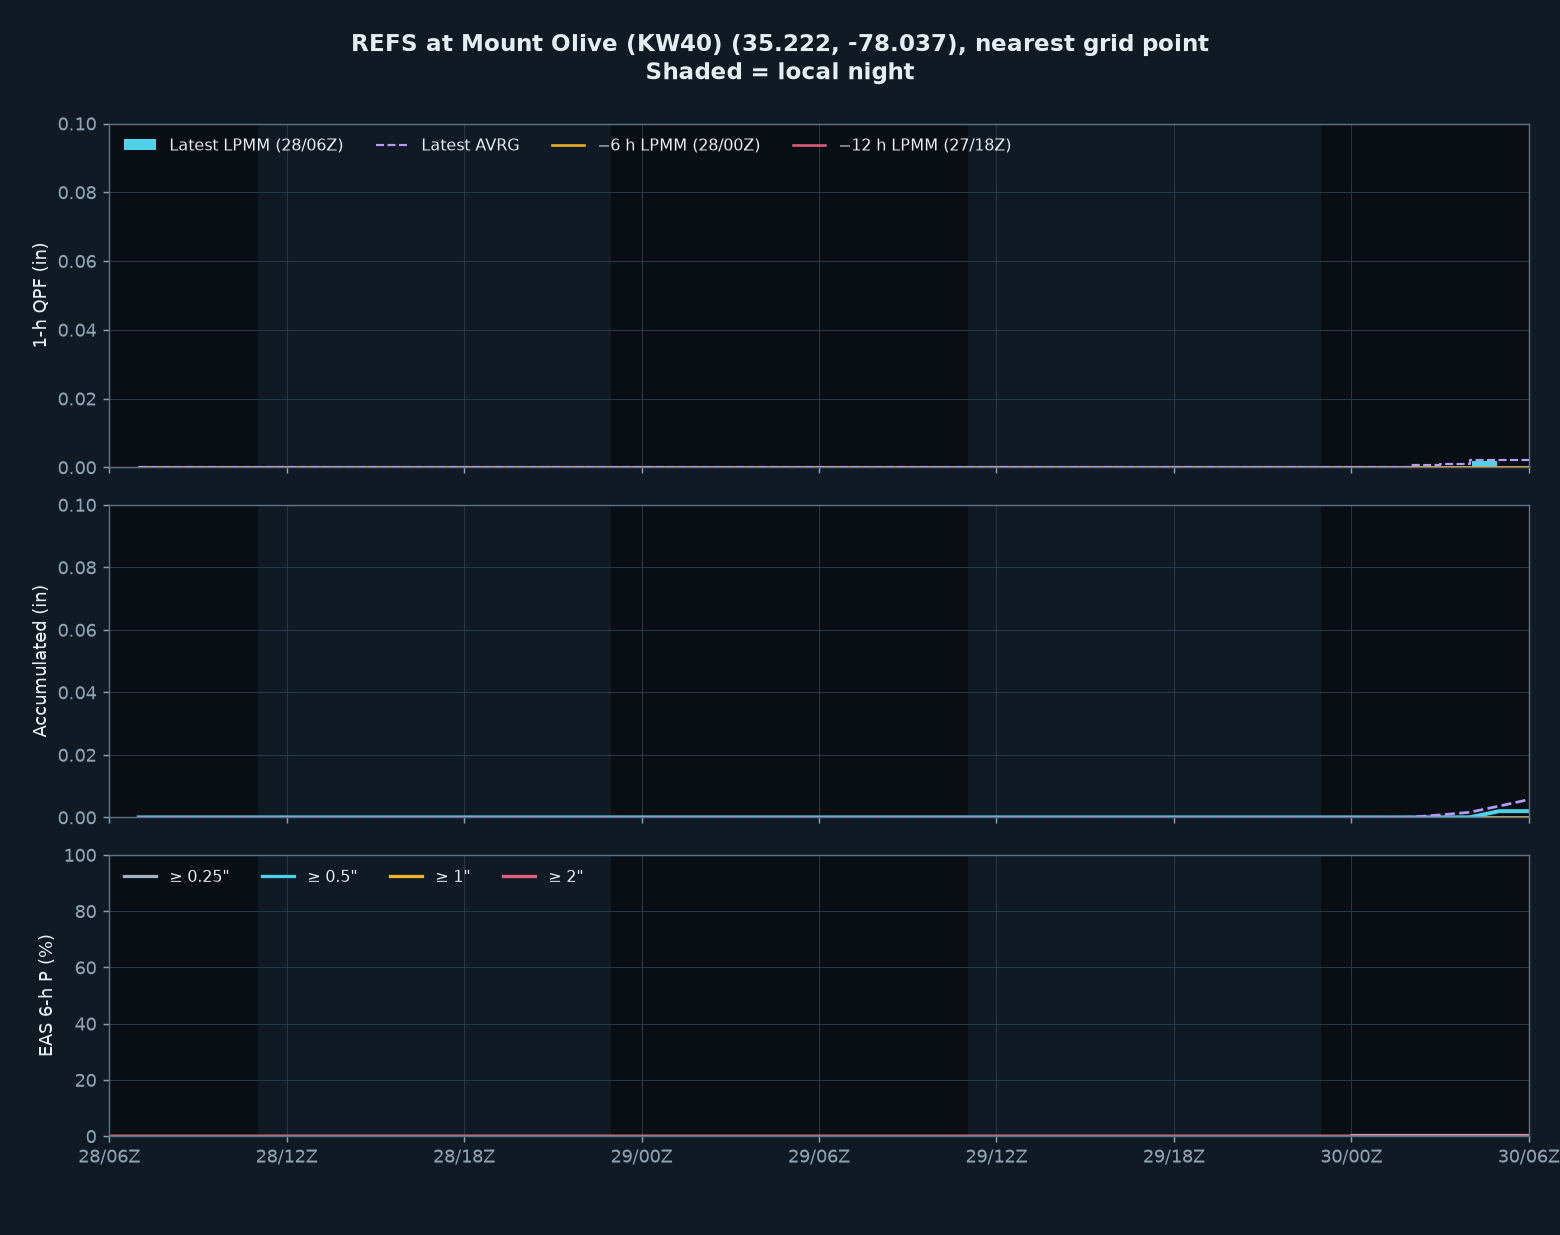 REFS at Mount Olive (KW40) (35.222, -78.037), nearest grid point
Shaded = local night
Latest LPMM (28/06Z) Latest AVRG −6 h LPMM (28/00Z) −12 h LPMM (27/18Z)
1-h QPF (in)
0.10
0.08
0.06
0.04
0.02
0.00
Accumulated (in)
0.10
0.08
0.06
0.04
0.02
0.00
≥ 0.25" ≥ 0.5" ≥ 1" ≥ 2"
EAS 6-h P (%)
100
80
60
40
20
0
28/06Z 28/12Z 28/18Z 29/00Z 29/06Z 29/12Z 29/18Z 30/00Z 30/06Z